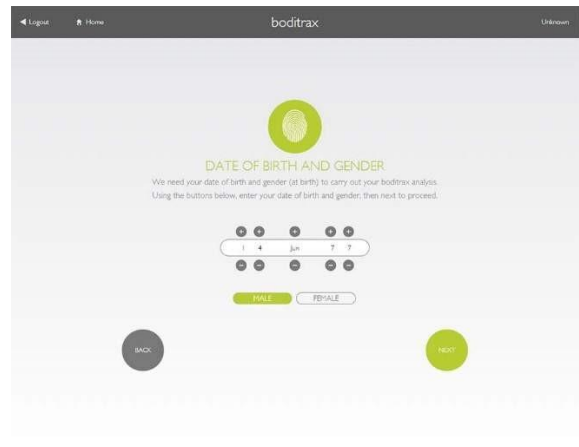 Logout Home boditrax Unknown
DATE OF BIRTH AND GENDER
We need your date of birth and gender (at birth) to carry out your boditrax analysis.
Using the buttons below, enter your date of birth and gender, then next to proceed.
1 4 Jun 7 7
MALE FEMALE
BACK NEXT